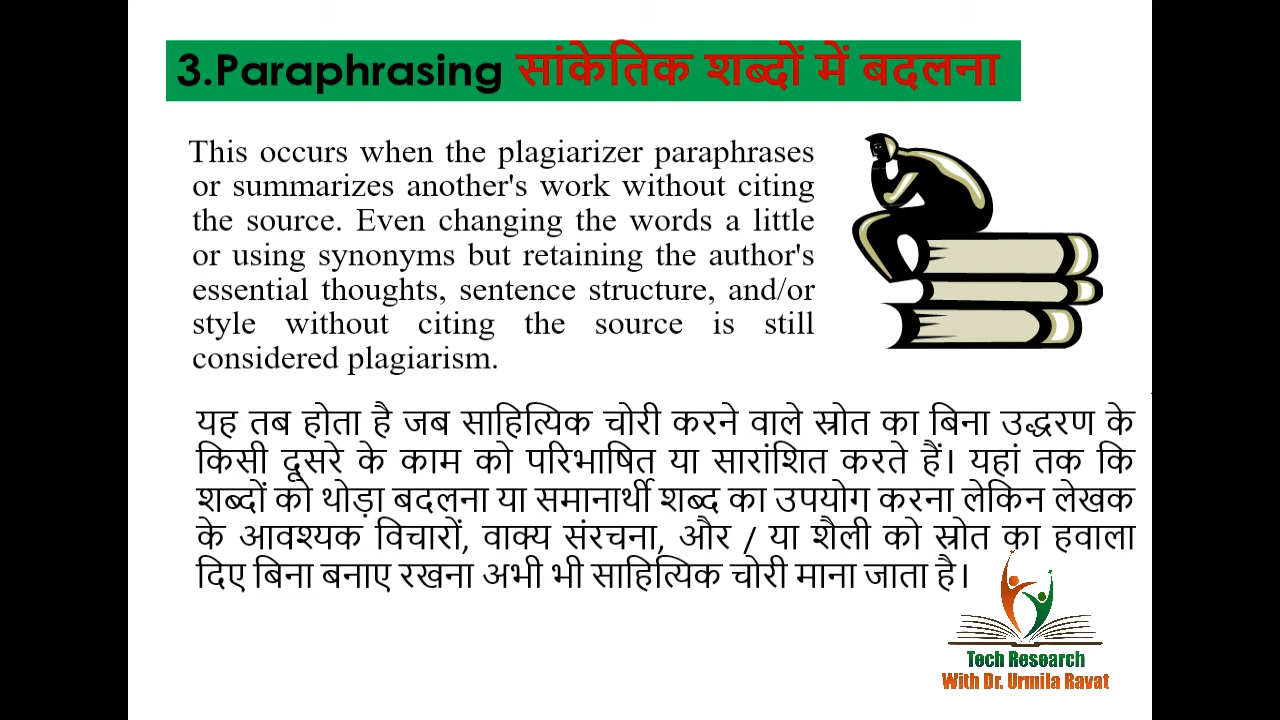 3.Paraphrasing सांकेतिक शब्दों में बदलना
This occurs when the plagiarizer paraphrases
or summarizes another's work without citing
the source. Even changing the words a little
or using synonyms but retaining the author's
essential thoughts, sentence structure, and/or
style without citing the source is still
considered plagiarism.
यह तब होता है जब साहित्यिक चोरी करने वाले स्रोत का बिना उद्धरण के
किसी दूसरे के काम को परिभाषित या सारांशित करते हैं। यहां तक कि
शब्दों को थोड़ा बदलना या समानार्थी शब्द का उपयोग करना लेकिन लेखक
के आवश्यक विचारों, वाक्य संरचना, और / या शैली को स्रोत का हवाला
दिए बिना बनाए रखना अभी भी साहित्यिक चोरी माना जाता है।
Tech Research
With Dr. Urmila Ravat